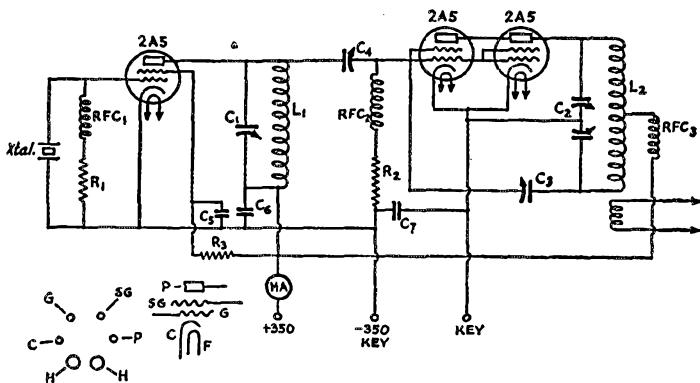 2A5
2A5 2A5
C4
L1
C1
RFC1
Xtal.
R1
RFC2
L2
C2
RFC3
R2
C3
C5
C6
C7
R3
MA
+350
-350
KEY
KEY
G
SG
P
SG
G
C
P
C
F
H
H